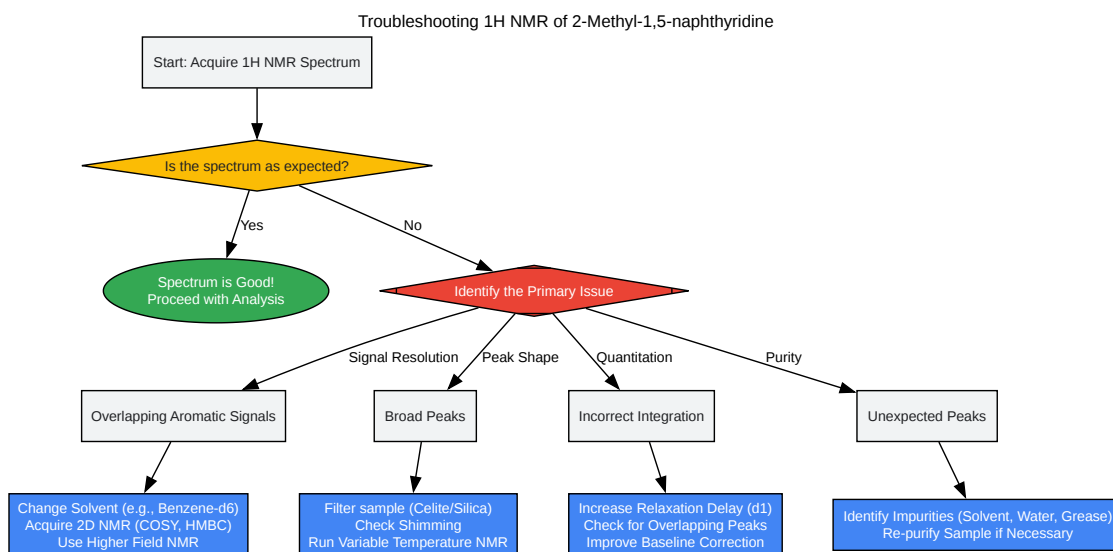 Troubleshooting 1H NMR of 2-Methyl-1,5-naphthyridine
Start: Acquire 1H NMR Spectrum
Is the spectrum as expected?
Yes
No
Spectrum is Good!
Proceed with Analysis
Identify the Primary Issue
Signal Resolution
Peak Shape
Quantitation
Purity
Overlapping Aromatic Signals
Broad Peaks
Incorrect Integration
Unexpected Peaks
Change Solvent (e.g., Benzene-d6)
Acquire 2D NMR (COSY, HMBC)
Use Higher Field NMR
Filter sample (Celite/Silica)
Check Shimming
Run Variable Temperature NMR
Increase Relaxation Delay (d1)
Check for Overlapping Peaks
Improve Baseline Correction
Identify Impurities (Solvent, Water, Grease)
Re-purify Sample if Necessary